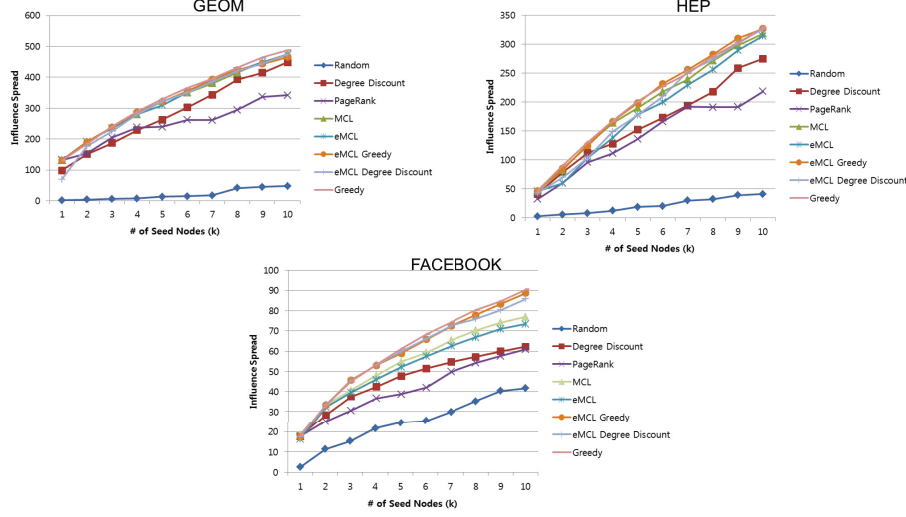 GEOM
600
500
400
300
200
100
0
Influence Spread
1 2 3 4 5 6 7 8 9 10
# of Seed Nodes (k)
Random
Degree Discount
PageRank
MCL
eMCL
eMCL Greedy
eMCL Degree Discount
Greedy
HEP
350
300
250
200
150
100
50
0
Influence Spread
1 2 3 4 5 6 7 8 9 10
# of Seed Nodes (k)
Random
Degree Discount
PageRank
MCL
eMCL
eMCL Greedy
eMCL Degree Discount
Greedy
FACEBOOK
100
90
80
70
60
50
40
30
20
10
0
Influence Spread
1 2 3 4 5 6 7 8 9 10
# of Seed Nodes (k)
Random
Degree Discount
PageRank
MCL
eMCL
eMCL Greedy
eMCL Degree Discount
Greedy